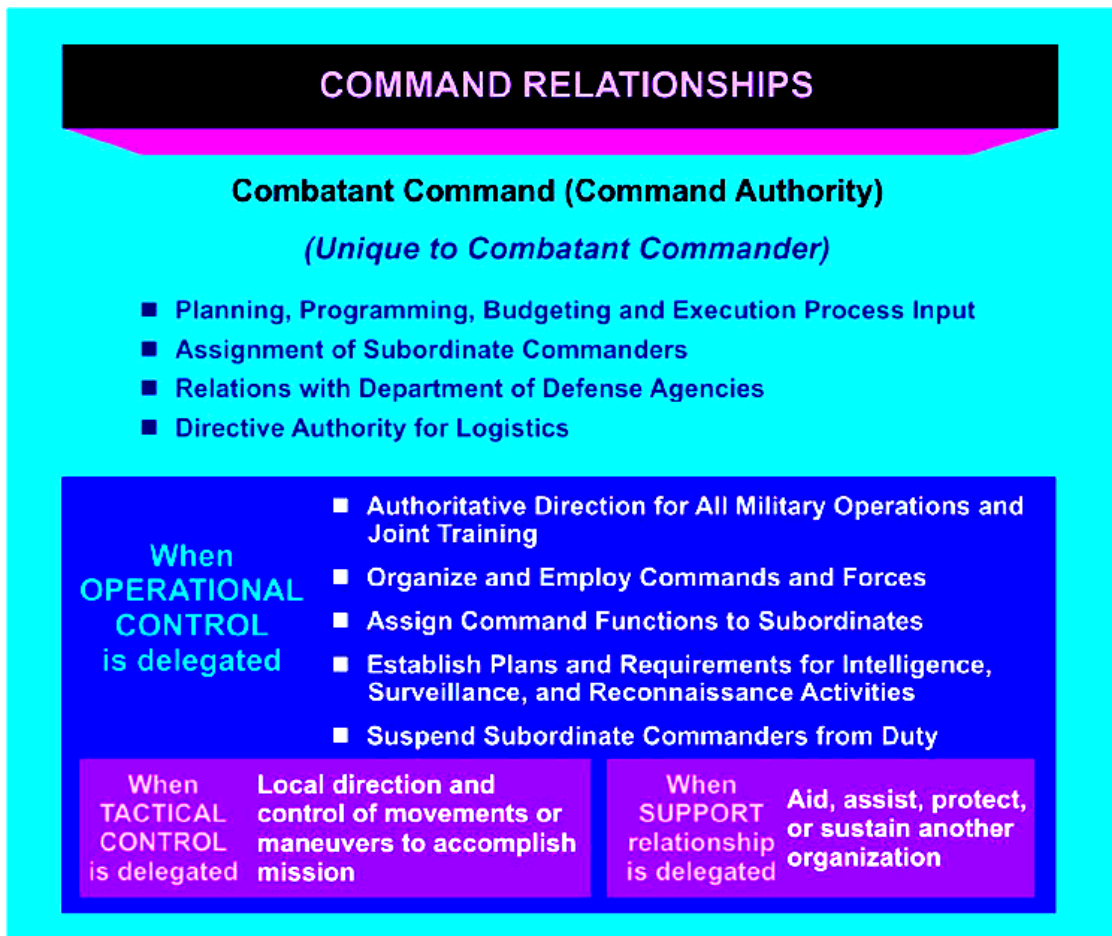 COMMAND RELATIONSHIPS
Combatant Command (Command Authority)
(Unique to Combatant Commander)
■ Planning, Programming, Budgeting and Execution Process Input
■ Assignment of Subordinate Commanders
■ Relations with Department of Defense Agencies
■ Directive Authority for Logistics
When
OPERATIONAL
CONTROL
is delegated
■ Authoritative Direction for All Military Operations and
Joint Training
■ Organize and Employ Commands and Forces
■ Assign Command Functions to Subordinates
■ Establish Plans and Requirements for Intelligence,
Surveillance, and Reconnaissance Activities
■ Suspend Subordinate Commanders from Duty
When
TACTICAL
CONTROL
is delegated
Local direction and
control of movements or
maneuvers to accomplish
mission
When
SUPPORT
relationship
is delegated
Aid, assist, protect,
or sustain another
organization